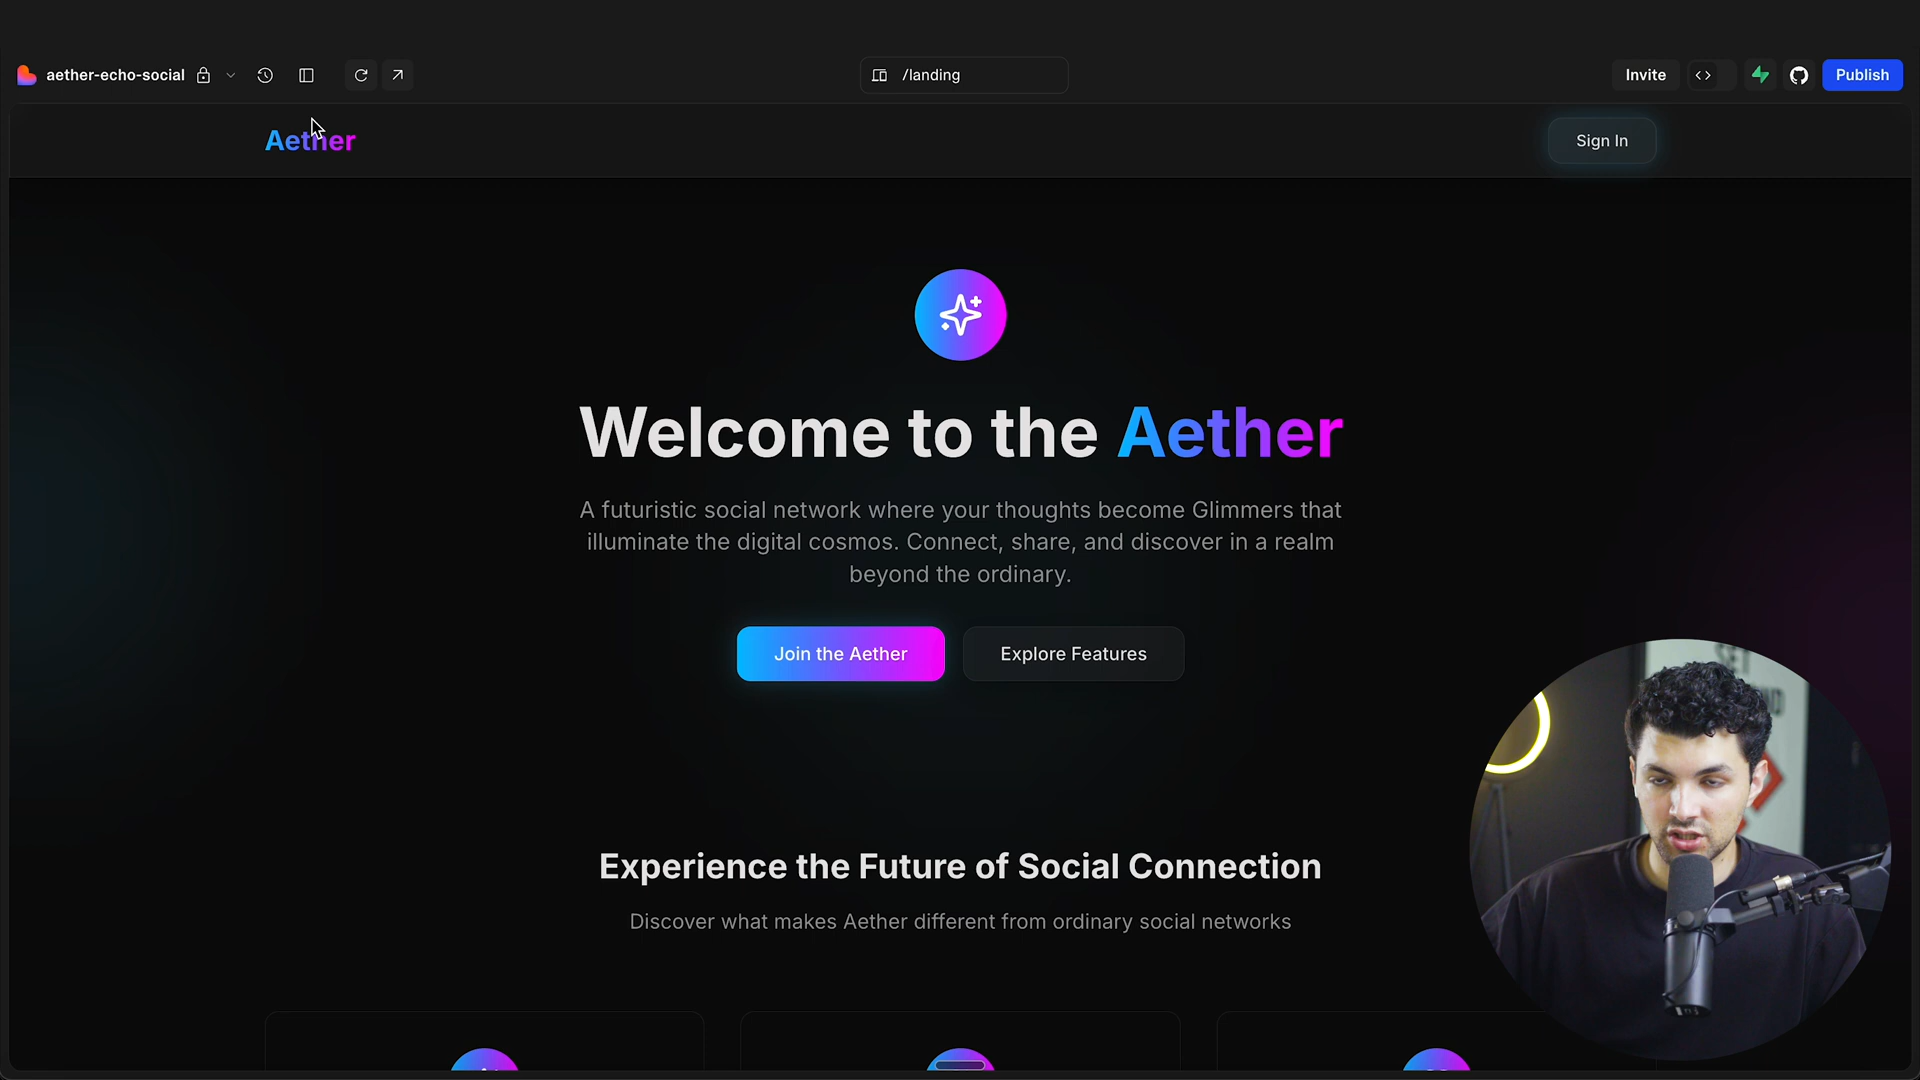 aether-echo-social
/landing
Invite
Publish
Aether
Sign In
Welcome to the Aether
A futuristic social network where your thoughts become Glimmers that
illuminate the digital cosmos. Connect, share, and discover in a realm
beyond the ordinary.
Join the Aether
Explore Features
Experience the Future of Social Connection
Discover what makes Aether different from ordinary social networks